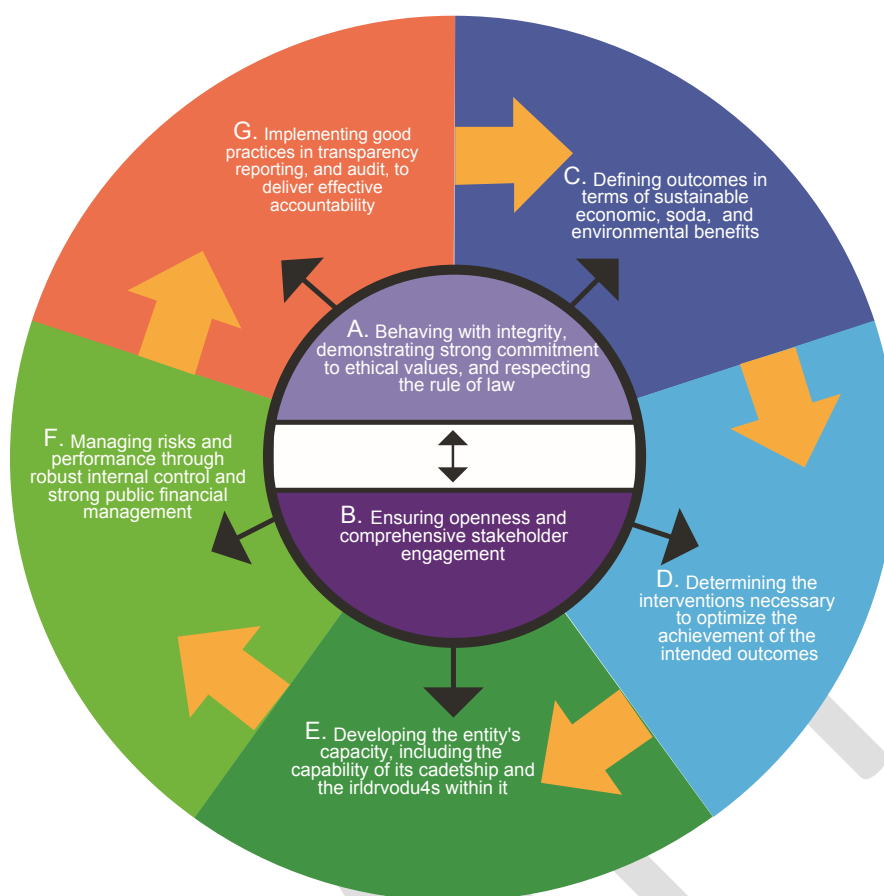 G. Implementing good
practices in transparency
reporting, and audit, to
deliver effective
accountability
C. Defining outcomes in
terms of sustainable
economic, soda, and
environmental benefits
A. Behaving with integrity,
demonstrating strong commitment
to ethical values, and respecting
the rule of law
F. Managing risks and
performance through
robust internal control and
strong public financial
management
B. Ensuring openness and
comprehensive stakeholder
engagement
D. Determining the
interventions necessary
to optimize the
achievement of the
intended outcomes
E. Developing the entity's
capacity, including the
capability of its cadetship and
the irldrvodu4s within it